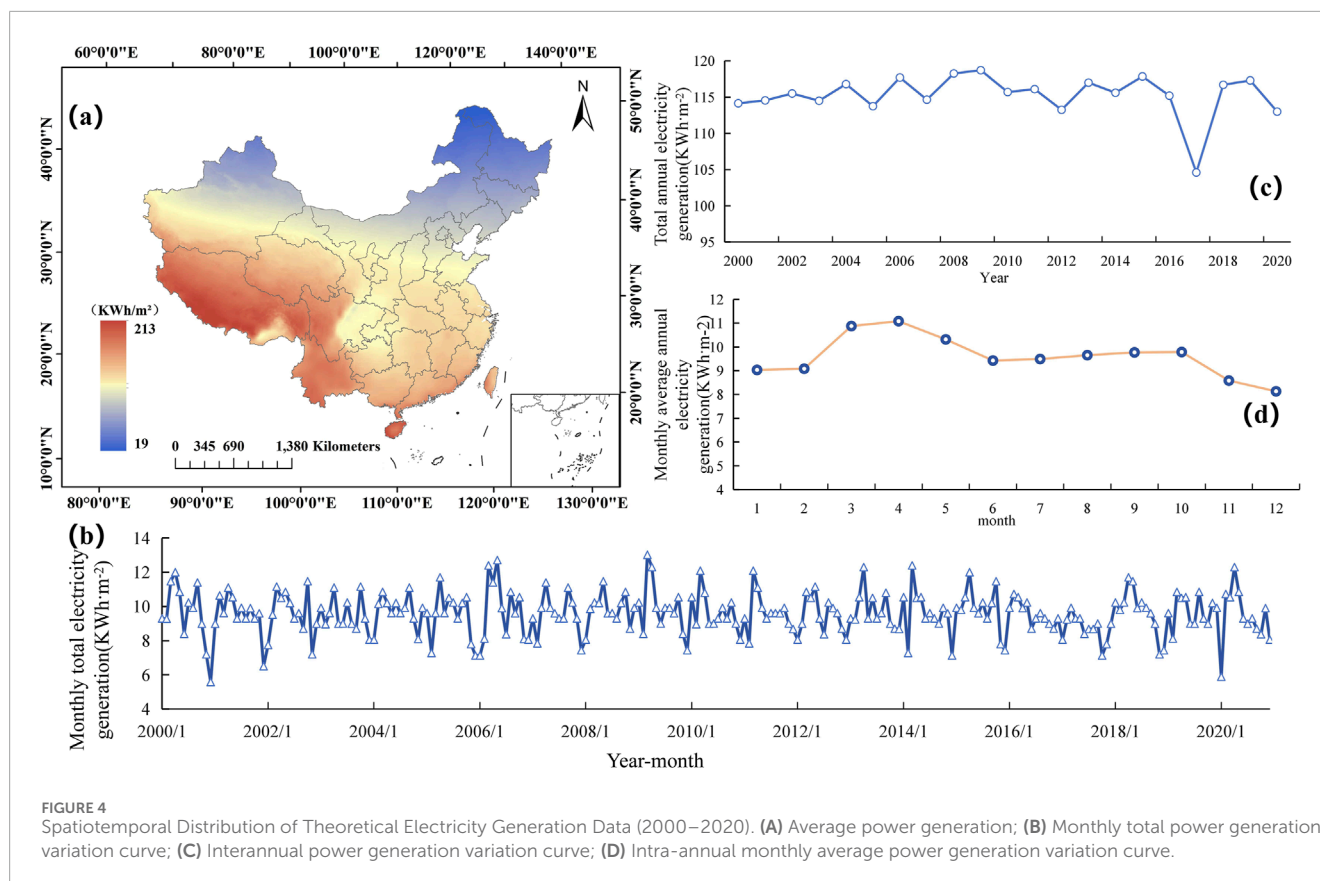 60°0'0"E 80°0'0"E 100°0'0"E 120°0'0"E 140°0'0"E
(a)
N
50°0'0"N
40°0'0"N
40°0'0"N
30°0'0"N
30°0'0"N
20°0'0"N
20°0'0"N
10°0'0"N
(KWh/m²)
213
19
0 345 690 1,380 Kilometers
80°0'0"E 90°0'0"E 100°0'0"E 110°0'0"E 120°0'0"E 130°0'0"E
Total annual electricity
generation(KWh·m-2)
120
115
110
105
100
95
(c)
2000 2002 2004 2006 2008 2010 2012 2014 2016 2018 2020
Year
Monthly average annual
electricity
generation(KWh·m-2)
12
11
10
9
8
7
6
5
4
(d)
1 2 3 4 5 6 7 8 9 10 11 12
month
(b)
Monthly total electricity
generation(KWh·m-2)
14
12
10
8
6
4
2000/1 2002/1 2004/1 2006/1 2008/1 2010/1 2012/1 2014/1 2016/1 2018/1 2020/1
Year-month
FIGURE 4
Spatiotemporal Distribution of Theoretical Electricity Generation Data (2000–2020). (A) Average power generation; (B) Monthly total power generation
variation curve; (C) Interannual power generation variation curve; (D) Intra-annual monthly average power generation variation curve.